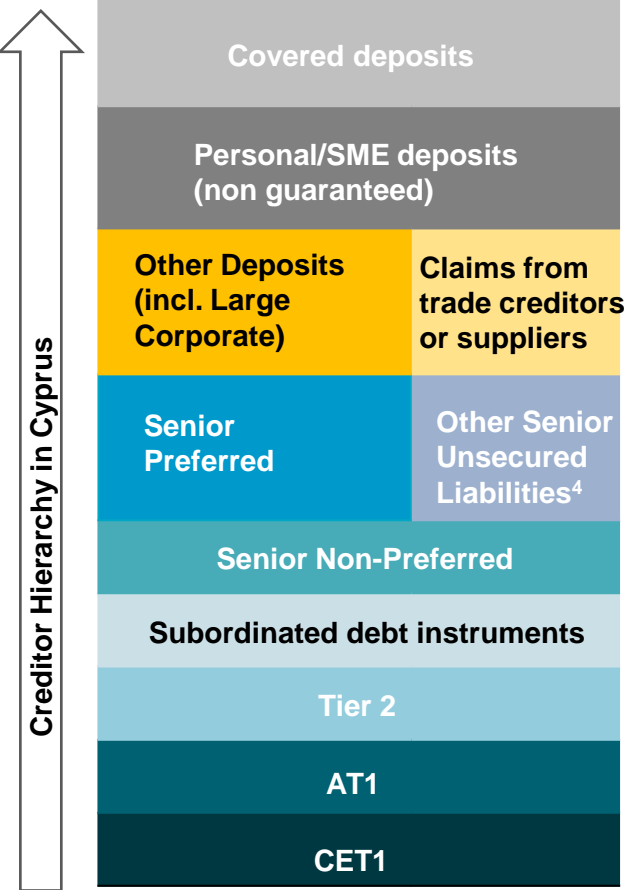 Creditor Hierarchy in Cyprus
Covered deposits
Personal/SME deposits
(non guaranteed)
Other Deposits
(incl. Large
Corporate)
Claims from
trade creditors
or suppliers
Senior
Preferred
Other Senior
Unsecured
Liabilities⁴
Senior Non-Preferred
Subordinated debt instruments
Tier 2
AT1
CET1